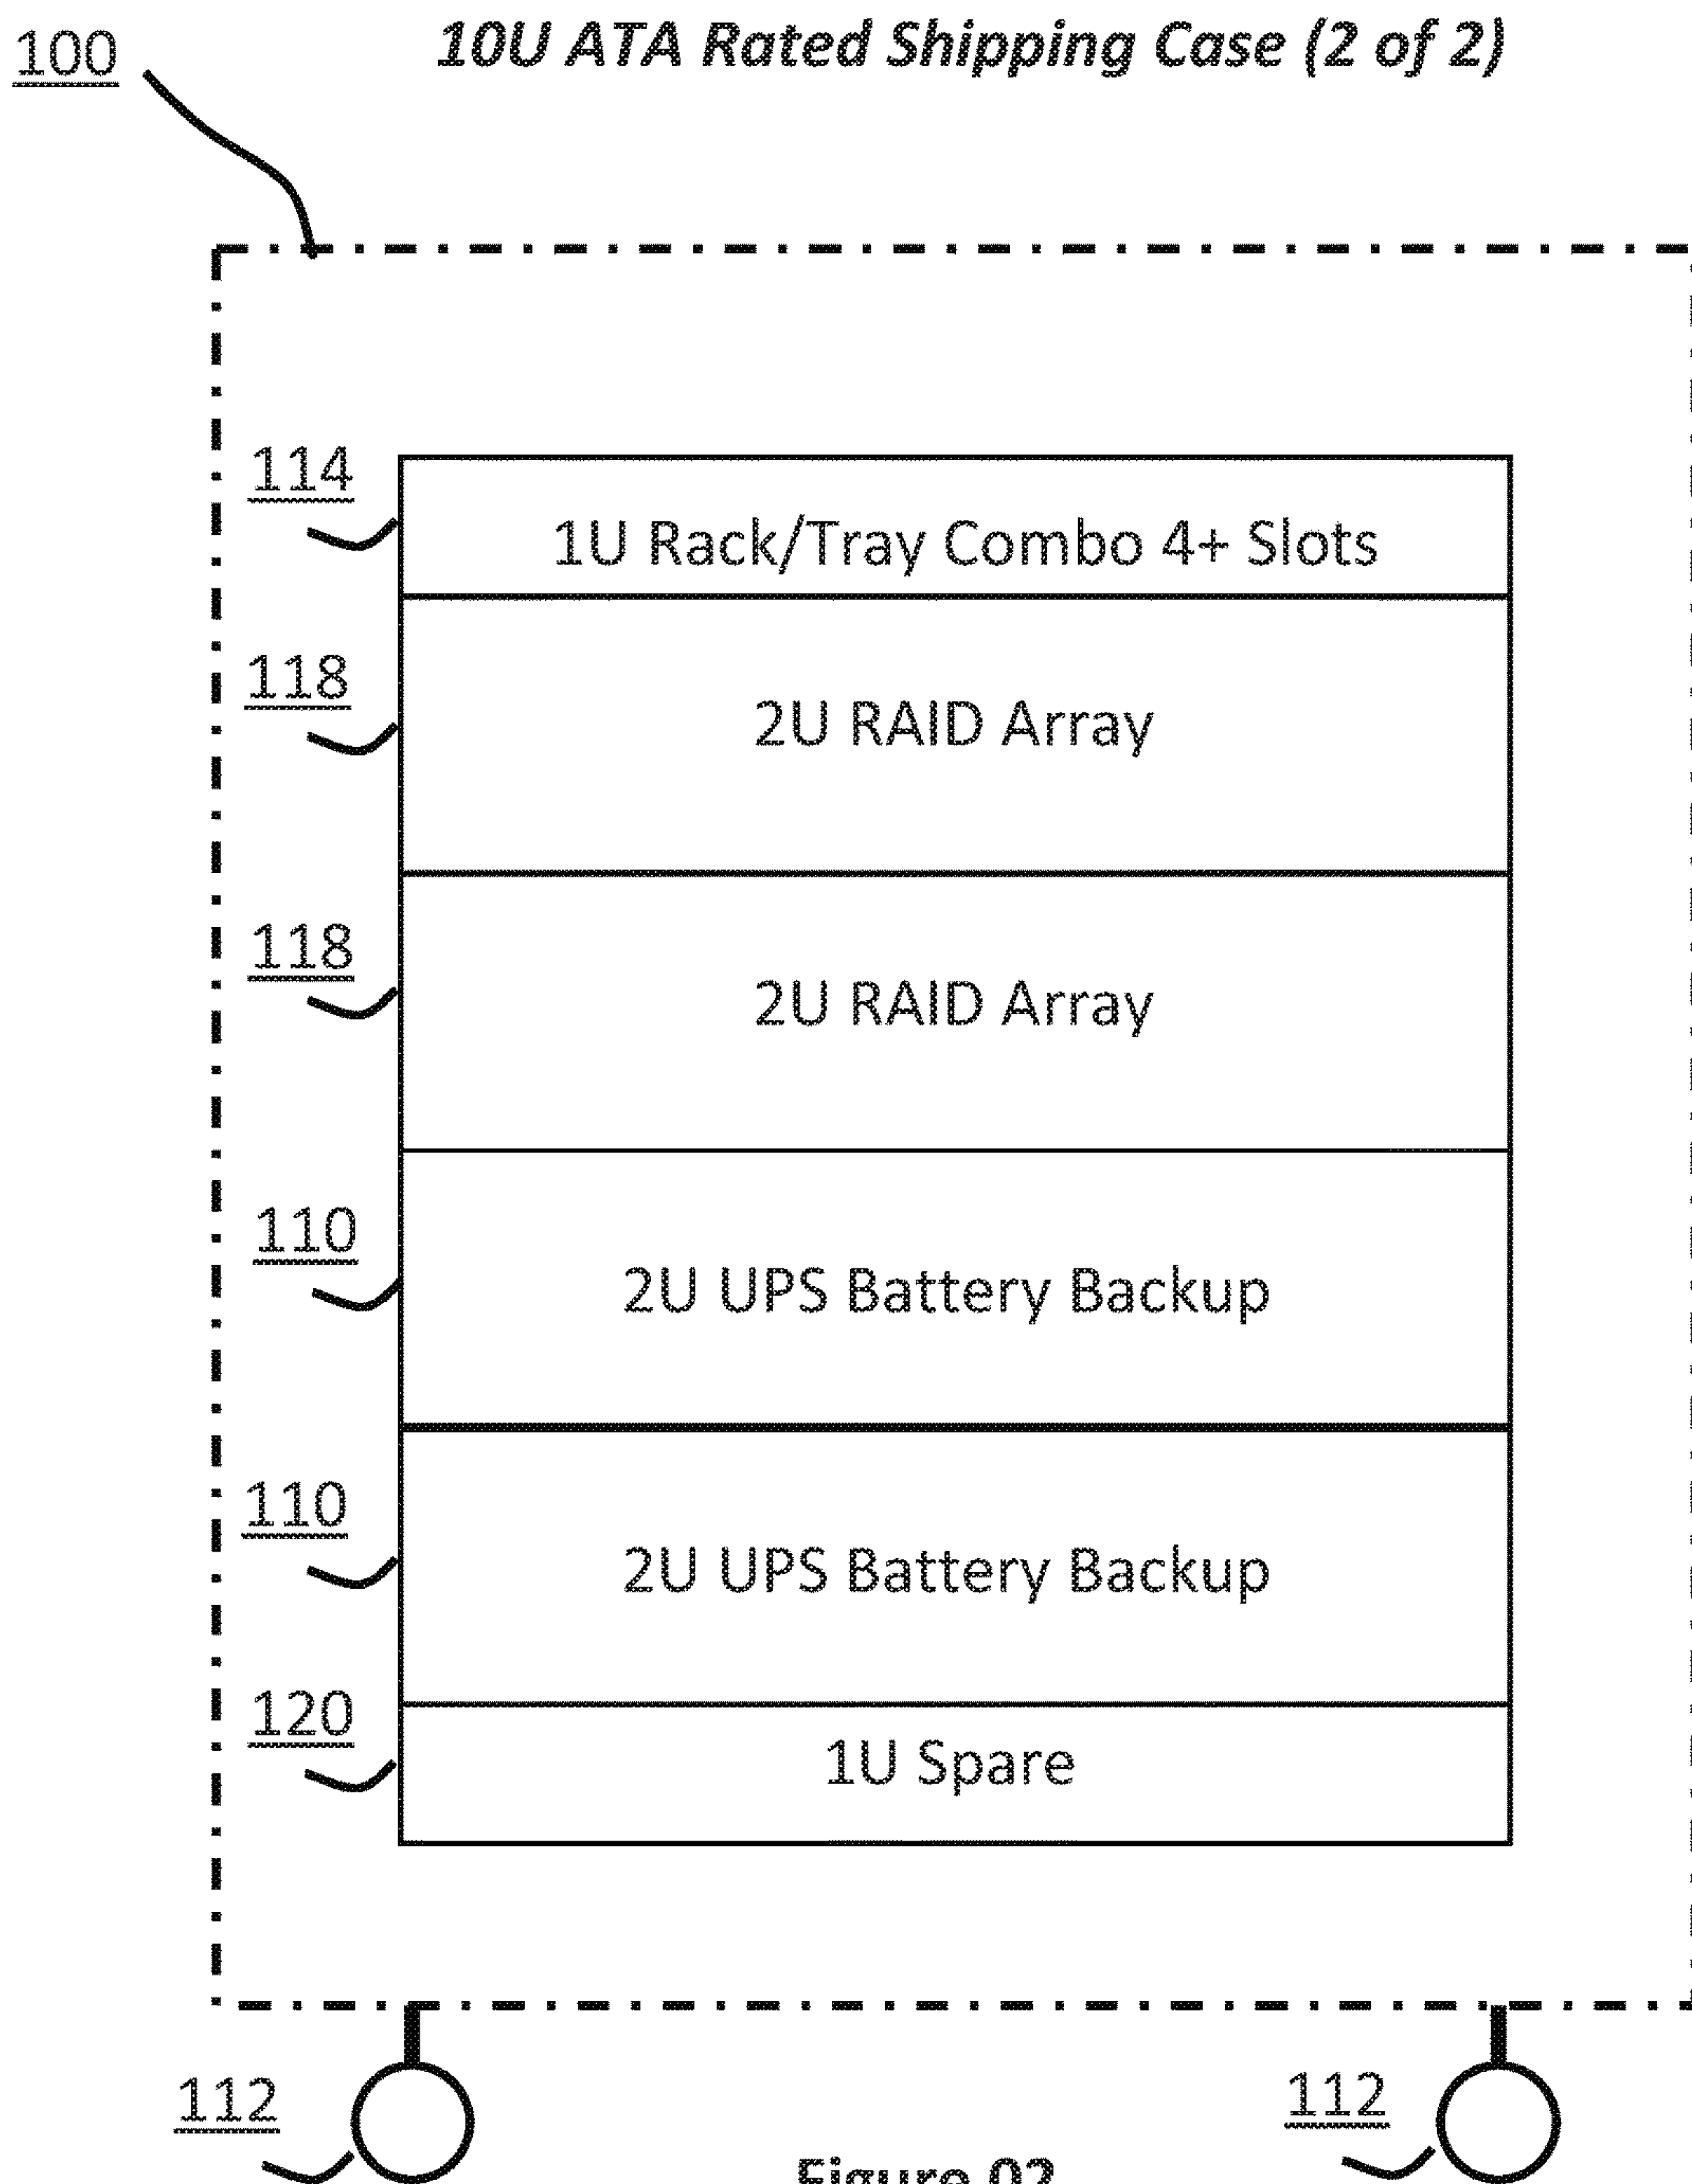 100
10U ATA Rated Shipping Case (2 of 2)
114
1U Rack/Tray Combo 4+ Slots
118
2U RAID Array
118
2U RAID Array
110
2U UPS Battery Backup
110
2U UPS Battery Backup
120
1U Spare
112
112
Figure 02